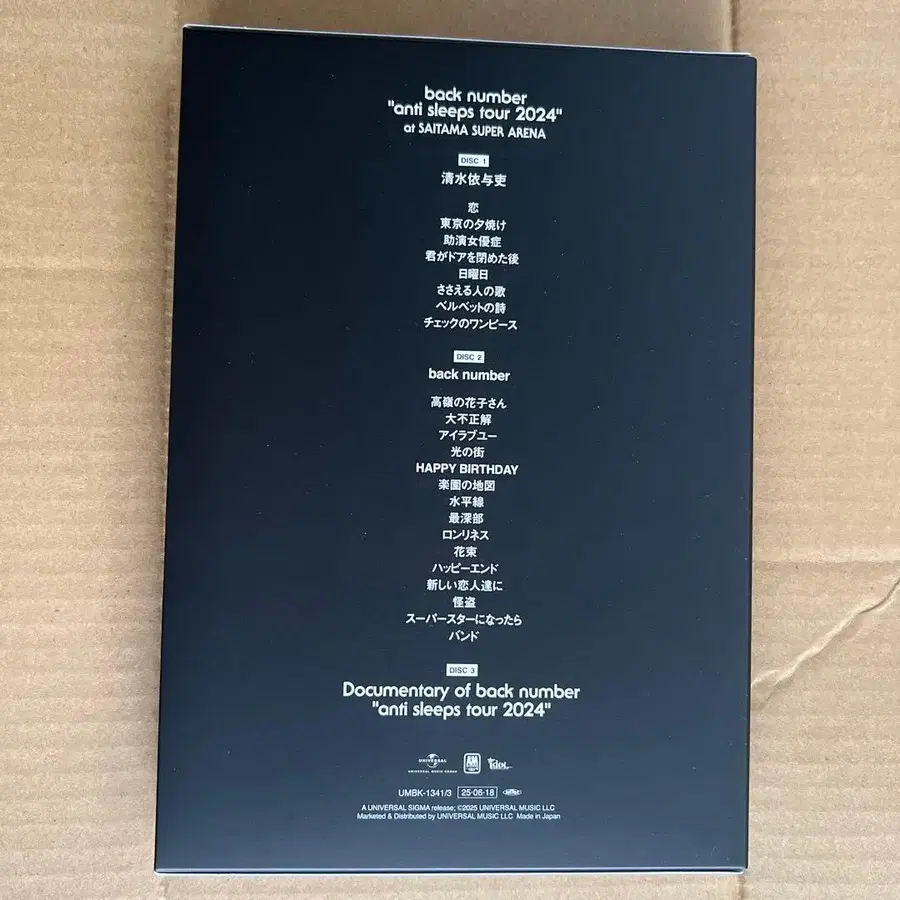 back number
"anti sleeps tour 2024"
at SAITAMA SUPER ARENA
DISC 1
清水依与吏
恋
東京の夕焼け
助演女優症
君がドアを閉めた後
日曜日
ささえる人の歌
ベルベットの詩
チェックのワンピース
DISC 2
back number
高嶺の花子さん
大不正解
アイラブユー
光の街
HAPPY BIRTHDAY
楽園の地図
水平線
最深部
ロンリネス
花束
ハッピーエンド
新しい恋人達に
怪盗
スーパースターになったら
バンド
DISC 3
Documentary of back number
"anti sleeps tour 2024"
UNIVERSAL
UNIVERSAL MUSIC GROUP
UMBK-1341/3 25·06·18
A UNIVERSAL SIGMA release; ©2025 UNIVERSAL MUSIC LLC
Marketed & Distributed by UNIVERSAL MUSIC LLC Made in Japan